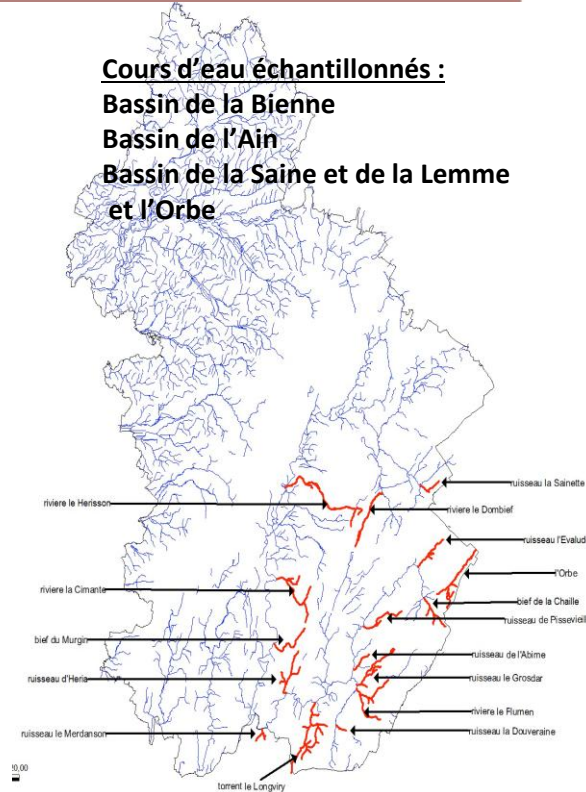 Cours d'eau échantillonnés :
Bassin de la Bienne
Bassin de l'Ain
Bassin de la Saine et de la Lemme
et l'Orbe
ruisseau la Sainette
riviere le Herisson
riviere le Dombief
ruisseau l'Evalud
l'Orbe
riviere la Cimante
bief de la Chaille
ruisseau de Pissevieil
bief du Murgin
ruisseau de l'Abime
ruisseau d'Heria
ruisseau le Grosdar
riviere le Flumen
ruisseau le Merdanson
ruisseau la Douveraine
torrent le Longviry